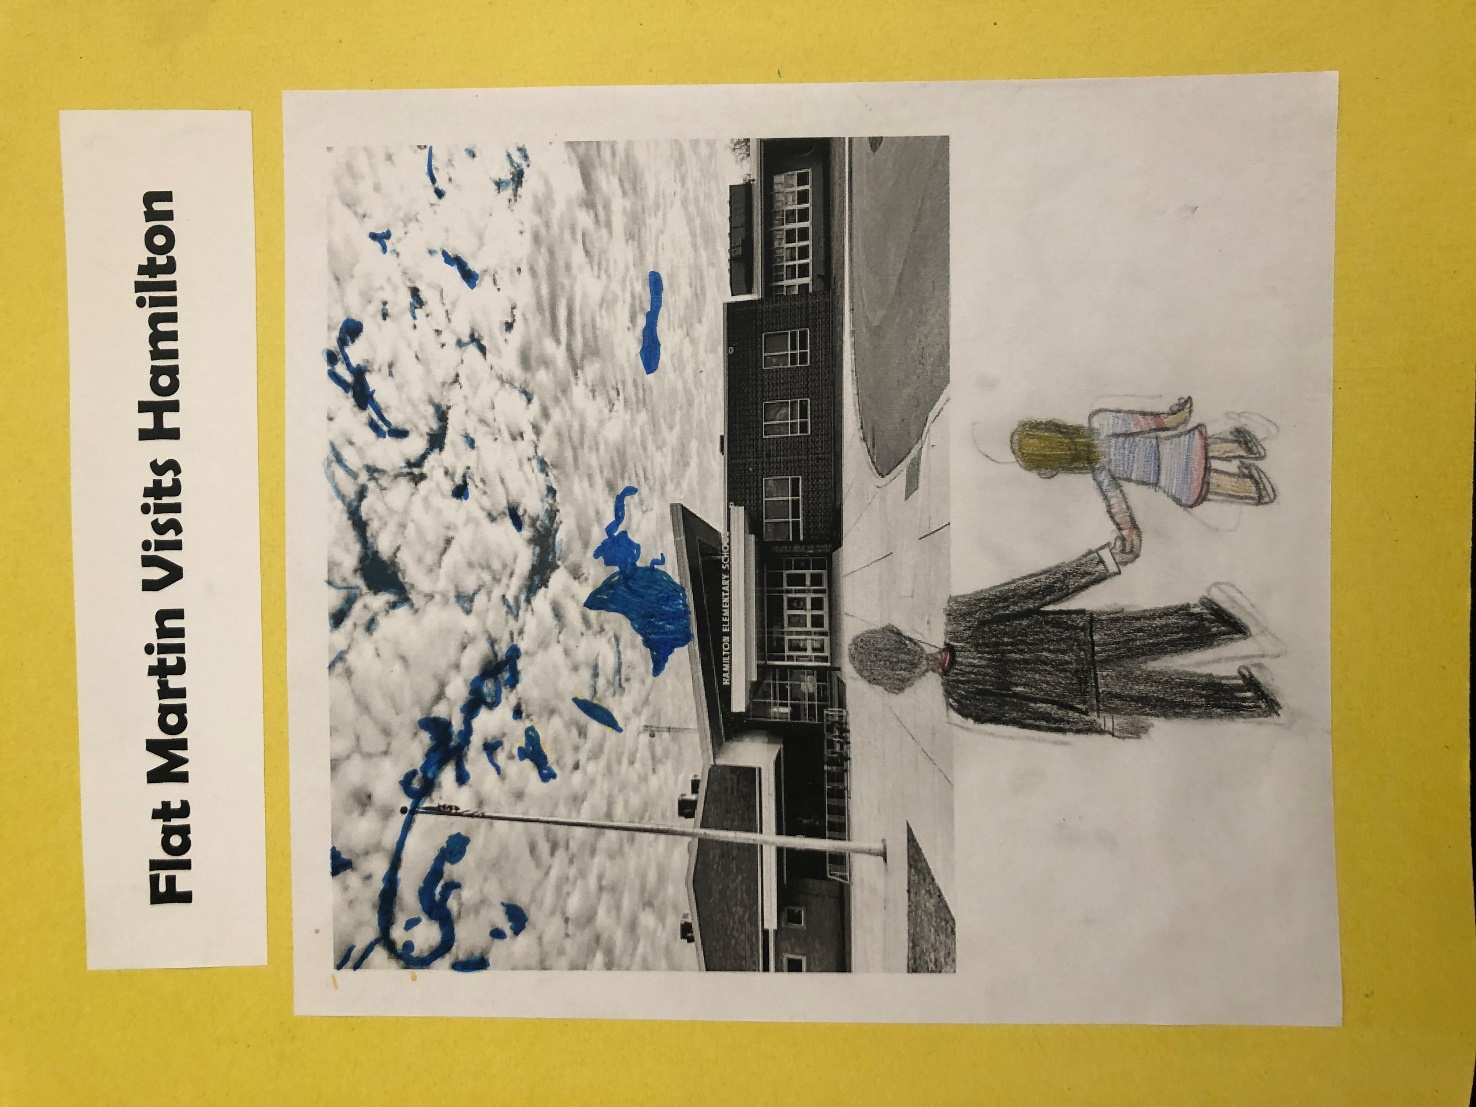 Flat Martin Visits Hamilton
HAMILTON ELEMENTARY SCHOOL